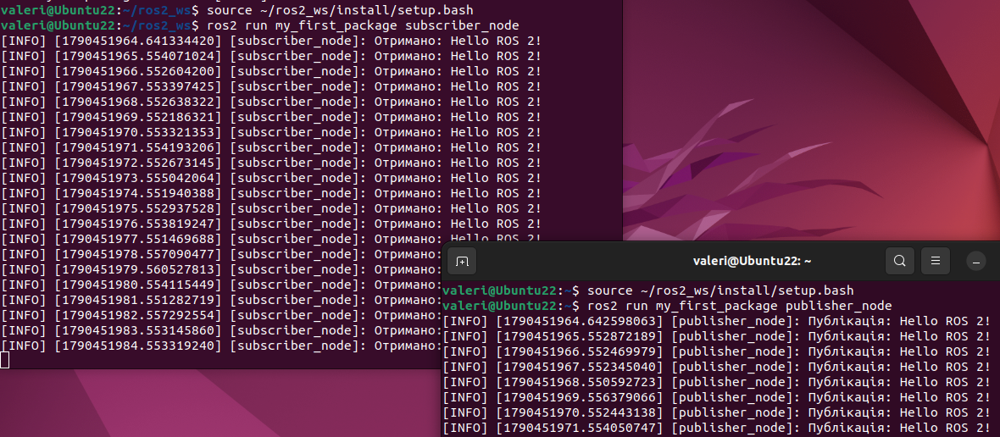 valeri@Ubuntu22:~/ros2_ws$ source ~/ros2_ws/install/setup.bash
valeri@Ubuntu22:~/ros2_ws$ ros2 run my_first_package subscriber_node
[INFO] [1790451964.641334420] [subscriber_node]: Отримано: Hello ROS 2!
[INFO] [1790451965.554071024] [subscriber_node]: Отримано: Hello ROS 2!
[INFO] [1790451966.552604200] [subscriber_node]: Отримано: Hello ROS 2!
[INFO] [1790451967.553397425] [subscriber_node]: Отримано: Hello ROS 2!
[INFO] [1790451968.552638322] [subscriber_node]: Отримано: Hello ROS 2!
[INFO] [1790451969.552186321] [subscriber_node]: Отримано: Hello ROS 2!
[INFO] [1790451970.553321353] [subscriber_node]: Отримано: Hello ROS 2!
[INFO] [1790451971.554193206] [subscriber_node]: Отримано: Hello ROS 2!
[INFO] [1790451972.552673145] [subscriber_node]: Отримано: Hello ROS 2!
[INFO] [1790451973.555042064] [subscriber_node]: Отримано: Hello ROS 2!
[INFO] [1790451974.551940388] [subscriber_node]: Отримано: Hello ROS 2!
[INFO] [1790451975.552937528] [subscriber_node]: Отримано: Hello ROS 2!
[INFO] [1790451976.553819247] [subscriber_node]: Отримано: Hello ROS 2!
[INFO] [1790451977.551469688] [subscriber_node]: Отримано: Hello ROS 2!
[INFO] [1790451978.557090477] [subscriber_node]: Отримано:
[INFO] [1790451979.560527813] [subscriber_node]: Отримано:
[INFO] [1790451980.554115449] [subscriber_node]: Отримано:
[INFO] [1790451981.551282719] [subscriber_node]: Отримано:
[INFO] [1790451982.557292554] [subscriber_node]: Отримано:
[INFO] [1790451983.553145860] [subscriber_node]: Отримано:
[INFO] [1790451984.553319240] [subscriber_node]: Отримано:
valeri@Ubuntu22: ~
valeri@Ubuntu22:~$ source ~/ros2_ws/install/setup.bash
valeri@Ubuntu22:~$ ros2 run my_first_package publisher_node
[INFO] [1790451964.642598063] [publisher_node]: Публікація: Hello ROS 2!
[INFO] [1790451965.552872189] [publisher_node]: Публікація: Hello ROS 2!
[INFO] [1790451966.552469979] [publisher_node]: Публікація: Hello ROS 2!
[INFO] [1790451967.552345040] [publisher_node]: Публікація: Hello ROS 2!
[INFO] [1790451968.550592723] [publisher_node]: Публікація: Hello ROS 2!
[INFO] [1790451969.556379066] [publisher_node]: Публікація: Hello ROS 2!
[INFO] [1790451970.552443138] [publisher_node]: Публікація: Hello ROS 2!
[INFO] [1790451971.554050747] [publisher_node]: Публікація: Hello ROS 2!